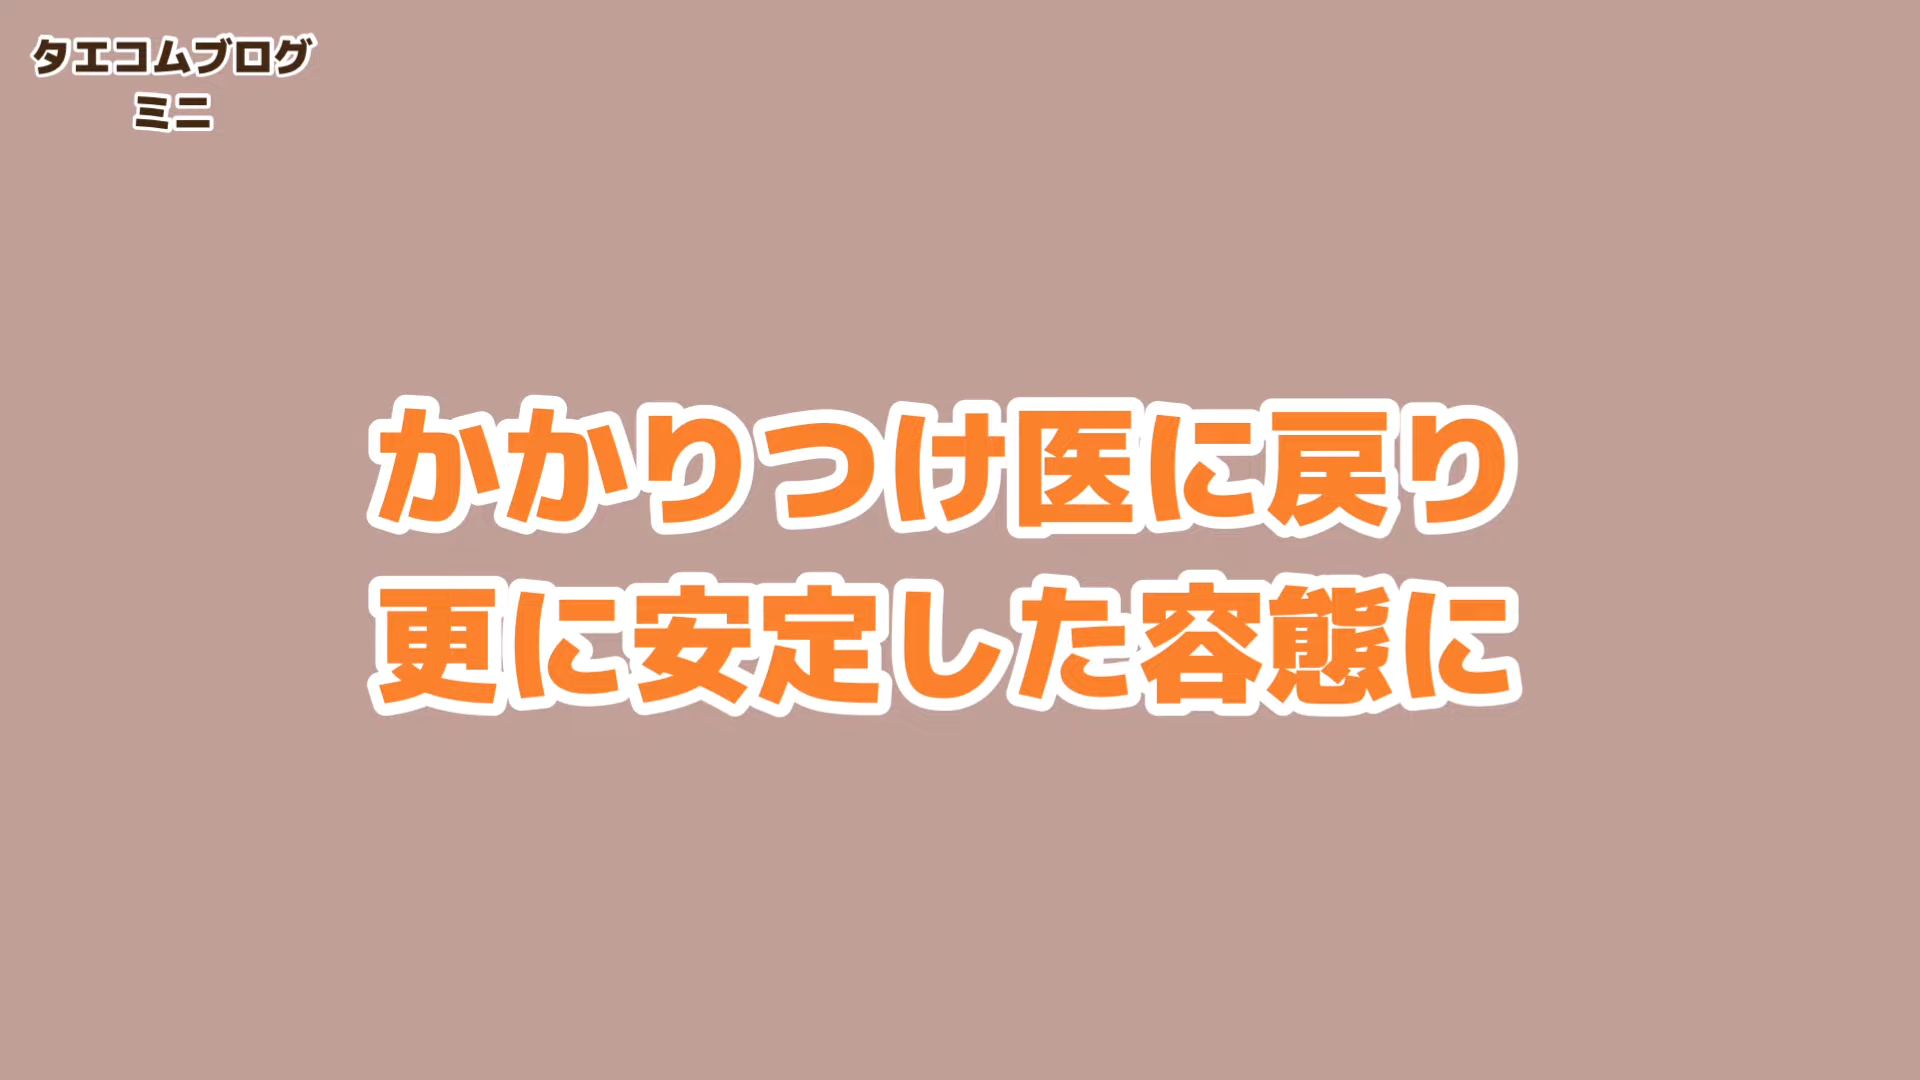 タエコムブログ
ミニ
かかりつけ医に戻り
更に安定した容態に